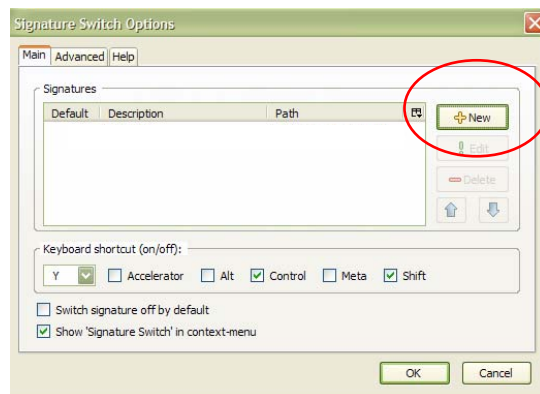 Signature Switch Options
Main Advanced Help
Signatures
Default Description Path
New
Edit
Delete
Keyboard shortcut (on/off):
Y Accelerator Alt Control Meta Shift
Switch signature off by default
Show 'Signature Switch' in context-menu
OK Cancel